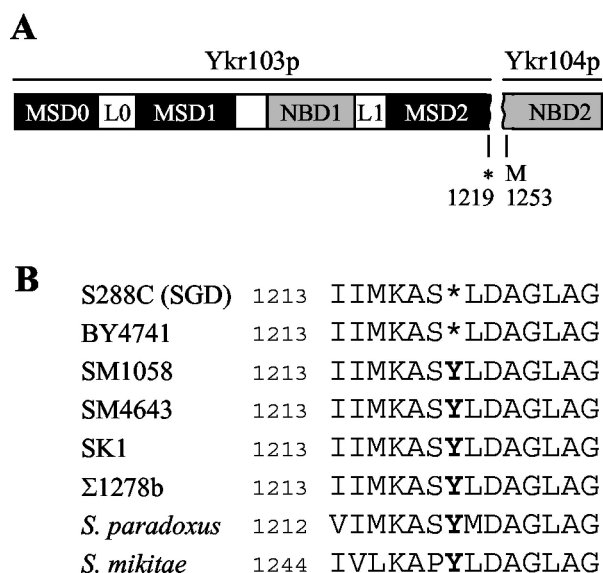 A
Ykr103p Ykr104p
MSD0 L0 MSD1 NBD1 L1 MSD2 NBD2
* M
1219 1253
B
S288C (SGD) 1213 IIMKAS*LDAGLAG
BY4741 1213 IIMKAS*LDAGLAG
SM1058 1213 IIMKASYLDAGLAG
SM4643 1213 IIMKASYLDAGLAG
SK1 1213 IIMKASYLDAGLAG
Σ1278b 1213 IIMKASYLDAGLAG
S. paradoxus 1212 VIMKASYMDAGLAG
S. mikitae 1244 IVLKAPYLDAGLAG